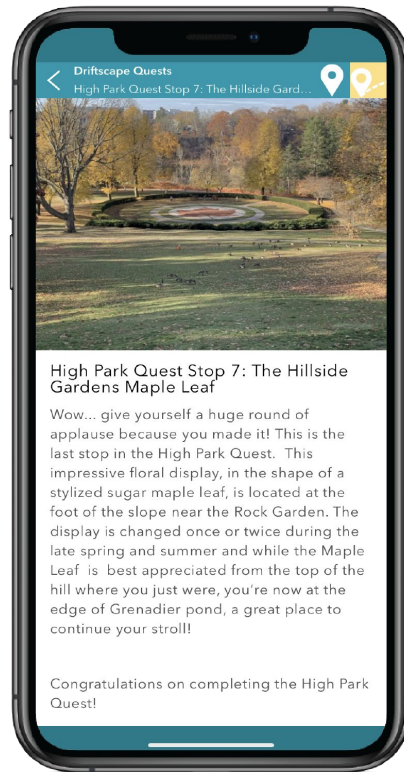 Driftscape Quests
High Park Quest Stop 7: The Hillside Gard...
High Park Quest Stop 7: The Hillside
Gardens Maple Leaf
Wow... give yourself a huge round of
applause because you made it! This is the
last stop in the High Park Quest. This
impressive floral display, in the shape of a
stylized sugar maple leaf, is located at the
foot of the slope near the Rock Garden. The
display is changed once or twice during the
late spring and summer and while the Maple
Leaf is best appreciated from the top of the
hill where you just were, you're now at the
edge of Grenadier pond, a great place to
continue your stroll!
Congratulations on completing the High Park
Quest!